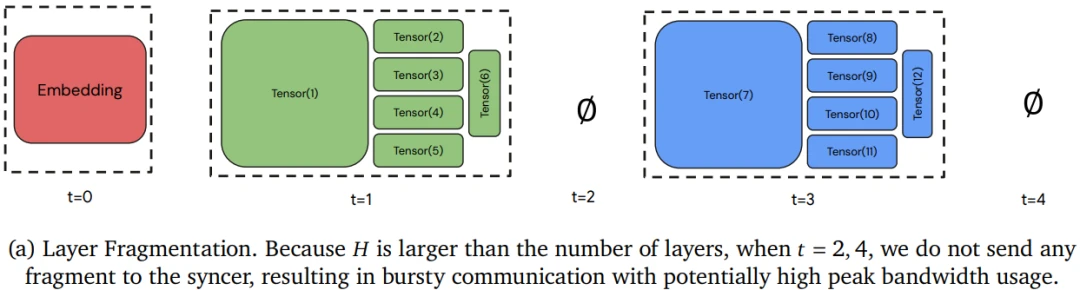 Embedding
Tensor(1)
Tensor(2)
Tensor(3)
Tensor(4)
Tensor(5)
Tensor(6)
∅
Tensor(7)
Tensor(8)
Tensor(9)
Tensor(10)
Tensor(11)
Tensor(12)
∅
t=0 t=1 t=2 t=3 t=4
(a) Layer Fragmentation. Because H is larger than the number of layers, when t = 2, 4, we do not send any
fragment to the syncer, resulting in bursty communication with potentially high peak bandwidth usage.